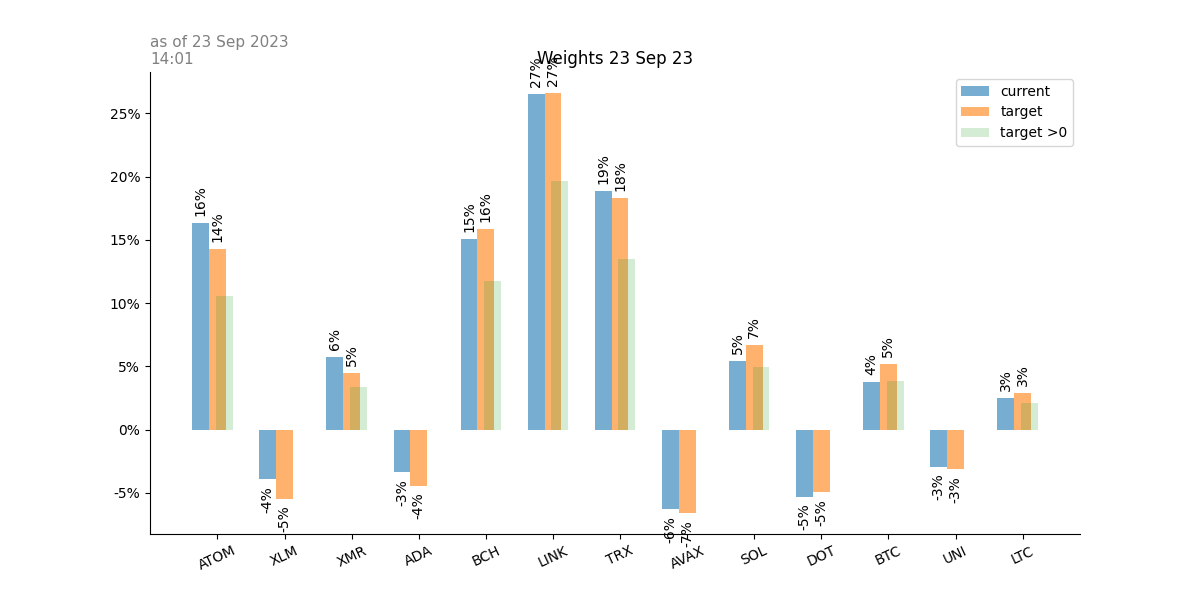 as of 23 Sep 2023
14:01
Weights 23 Sep 23
current
target
target >0
25%
20%
15%
10%
5%
0%
-5%
16%
14%
-4%
-5%
6%
5%
-3%
-4%
15%
16%
27%
27%
19%
18%
-6%
-7%
5%
7%
-5%
-5%
4%
5%
-3%
-3%
3%
3%
ATOM
XLM
XMR
ADA
BCH
LINK
TRX
AVAX
SOL
DOT
BTC
UNI
LTC